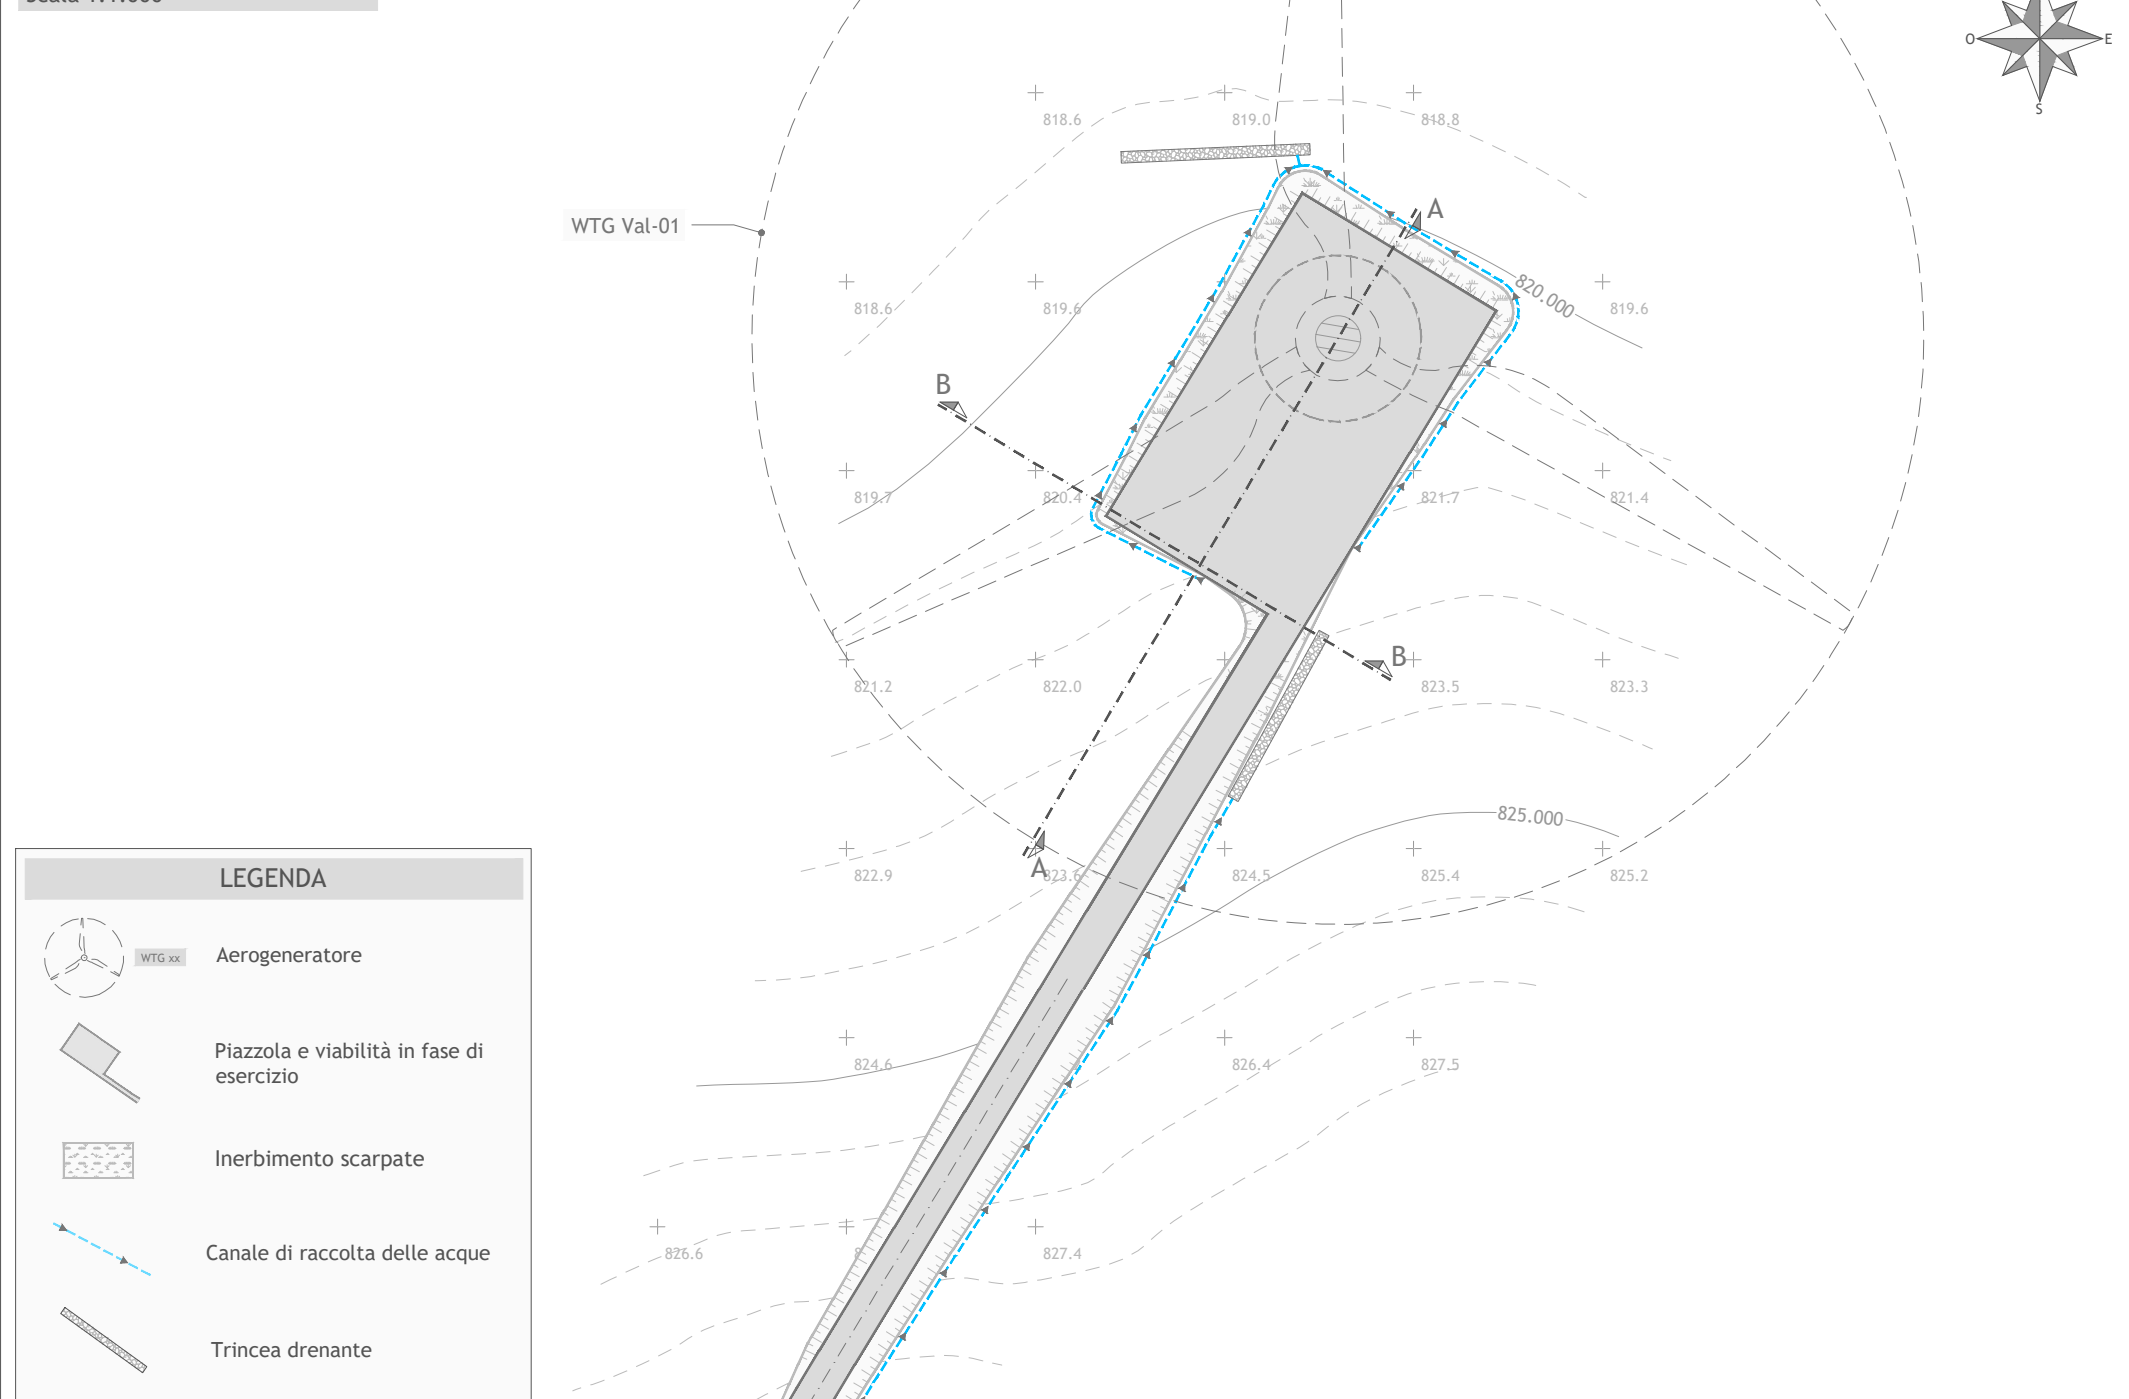 O
E
S
818.6
819.0
818.8
A
WTG Val-01
820.000
818.6
819.6
819.6
B
819.7
820.4
821.7
821.4
B
821.2
822.0
823.5
823.3
825.000
A
822.9
823.6
824.5
825.4
825.2
824.6
826.4
827.5
826.6
827.4
LEGENDA
WTG xx
Aerogeneratore
Piazzola e viabilità in fase di
esercizio
Inerbimento scarpate
Canale di raccolta delle acque
Trincea drenante